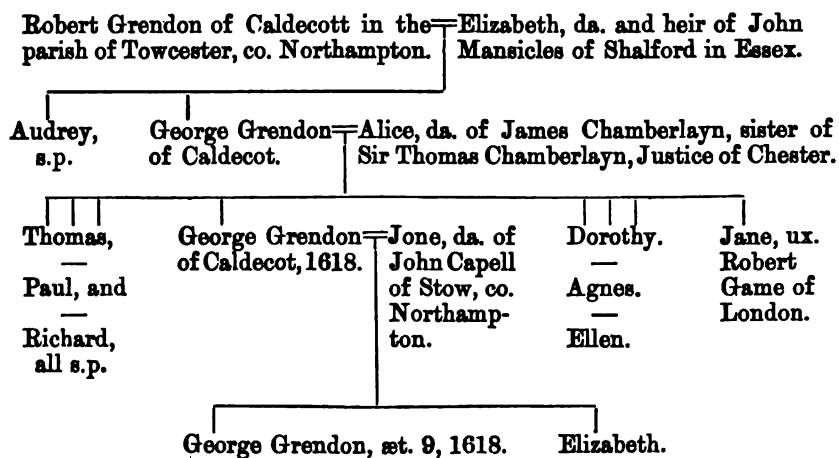 Robert Grendon of Caldecott in the Elizabeth, da. and heir of John
parish of Towcester, co. Northampton. Mansicles of Shalford in Essex.
Audrey, George Grendon Alice, da. of James Chamberlayn, sister of
s.p. of Caldecot. Sir Thomas Chamberlayn, Justice of Chester.
Thomas,
—
Paul, and
—
Richard,
all s.p.
George Grendon
of Caldecot, 1618.
Jone, da. of
John Capell
of Stow, co.
Northamp-
ton.
Dorothy.
—
Agnes.
—
Ellen.
Jane, ux.
Robert
Game of
London.
George Grendon, æt. 9, 1618. Elizabeth.